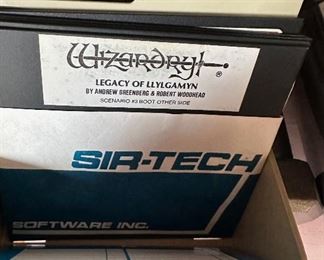 Wizardry
®
LEGACY OF LLYLGAMYN
BY ANDREW GREENBERG & ROBERT WOODHEAD
SCENARIO #3 BOOT OTHER SIDE
SIR-TECH
SOFTWARE INC.